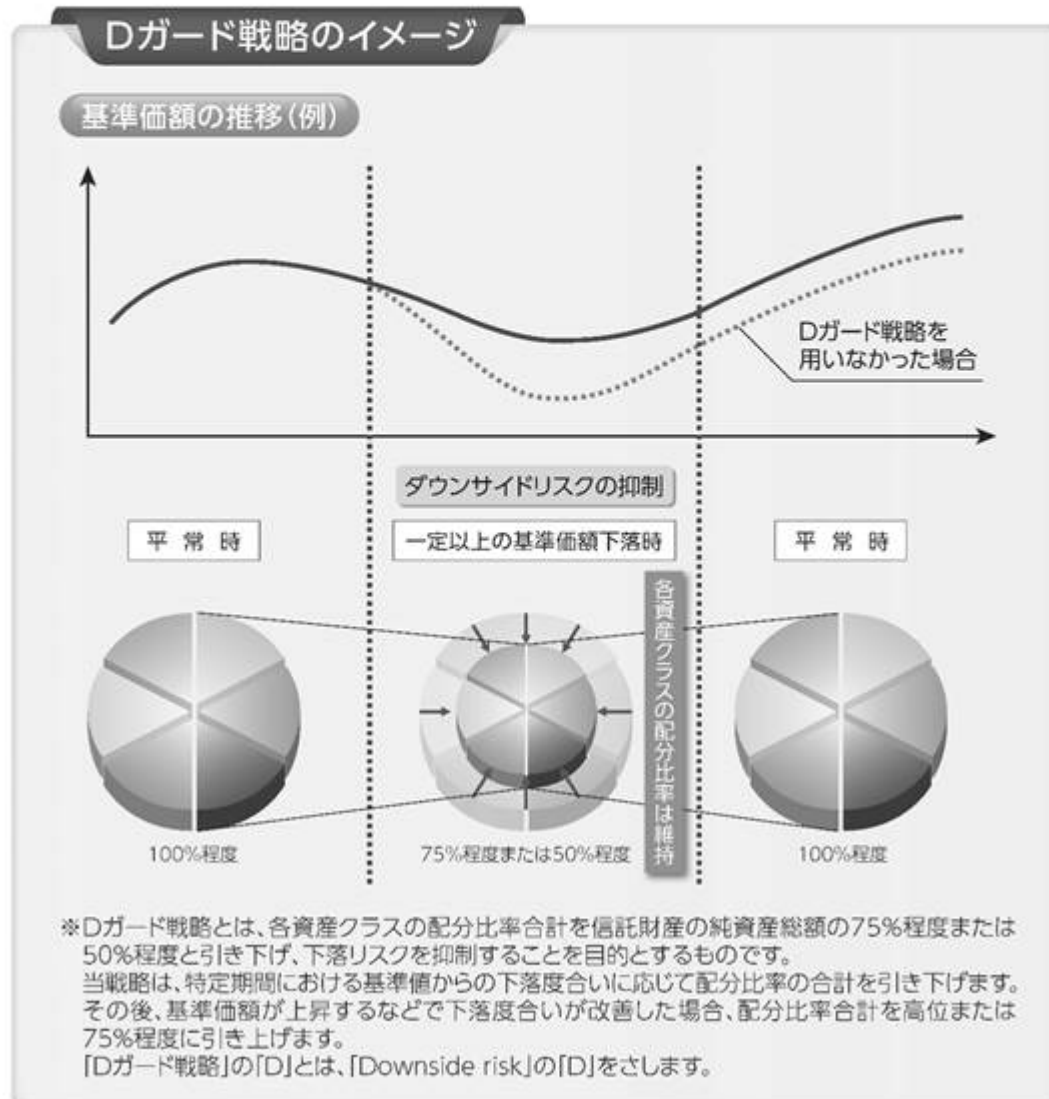 Dガード戦略のイメージ
基準価額の推移(例)
Dガード戦略を
用いなかった場合
ダウンサイドリスクの抑制
平常時
一定以上の基準価額下落時
平常時
各資産クラスの配分比率は維持
100%程度
75%程度または50%程度
100%程度
※Dガード戦略とは、各資産クラスの配分比率合計を信託財産の純資産総額の75%程度または
50%程度と引き下げ、下落リスクを抑制することを目的とするものです。
当戦略は、特定期間における基準値からの下落度合いに応じて配分比率の合計を引き下げます。
その後、基準価額が上昇するなどで下落度合いが改善した場合、配分比率合計を高位または
75%程度に引き上げます。
「Dガード戦略」の「D」とは、「Downside risk」の「D」をさします。